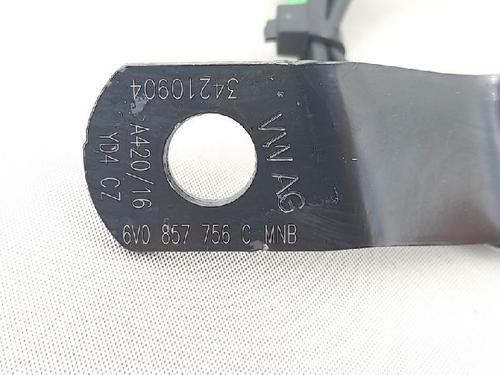 34210904
VW AG
A420/16
YD4 CZ
6V0 857 756 C MNB